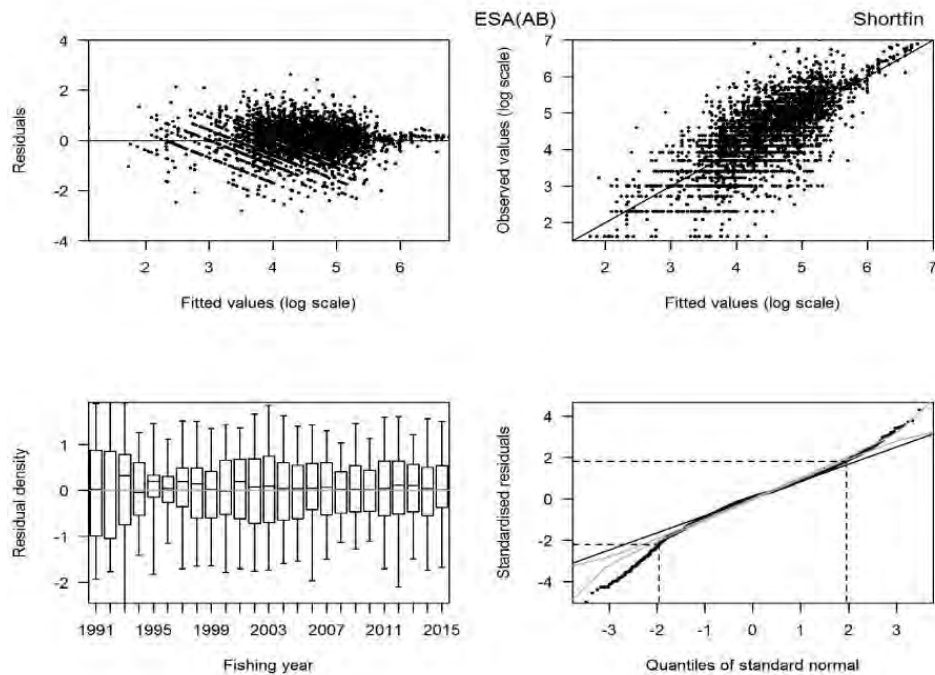 ESA(AB) Shortfin
4
2
0
-2
-4
Residuals
2 3 4 5 6
Fitted values (log scale)
7
6
5
4
3
2
Observed values (log scale)
2 3 4 5 6 7
Fitted values (log scale)
1
0
-1
-2
Residual density
1991 1995 1999 2003 2007 2011 2015
Fishing year
4
2
0
-2
-4
Standardised residuals
-3 -2 -1 0 1 2 3
Quantiles of standard normal